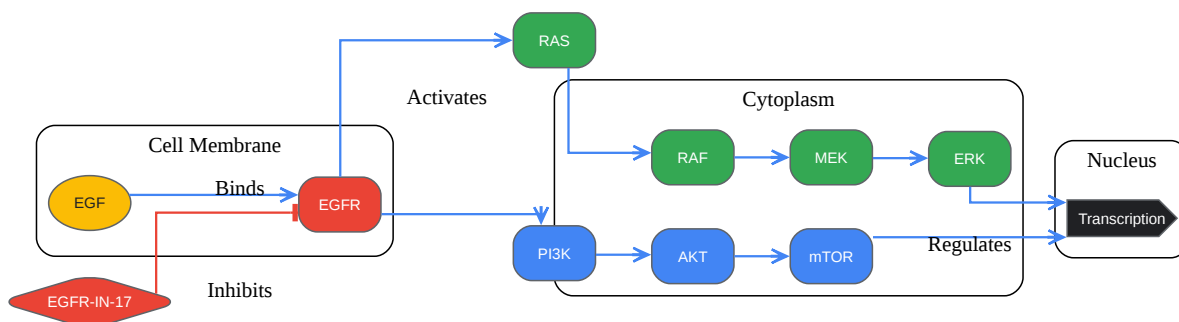 RAS
Activates
Cytoplasm
Cell Membrane
RAF
MEK
ERK
Nucleus
Binds
EGF
EGFR
Transcription
PI3K
AKT
mTOR
Regulates
EGFR-IN-17
Inhibits